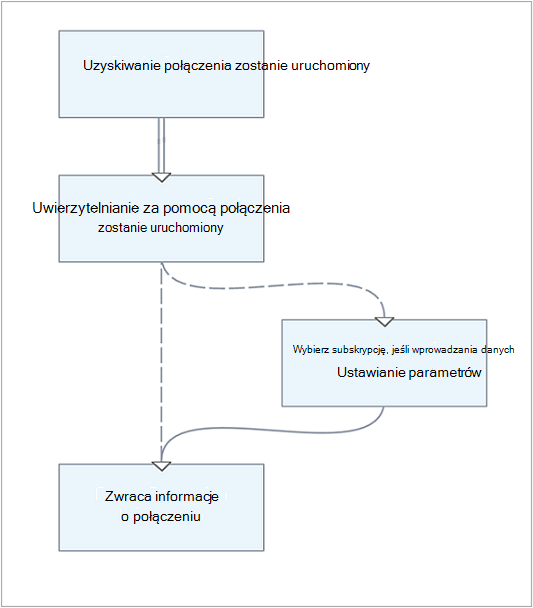 Uzyskiwanie połączenia zostanie uruchomiony
Uwierzytelnianie za pomocą połączenia
zostanie uruchomiony
Wybierz subskrypcję, jeśli wprowadzania danych
Ustawianie parametrów
Zwraca informacje
o połączeniu